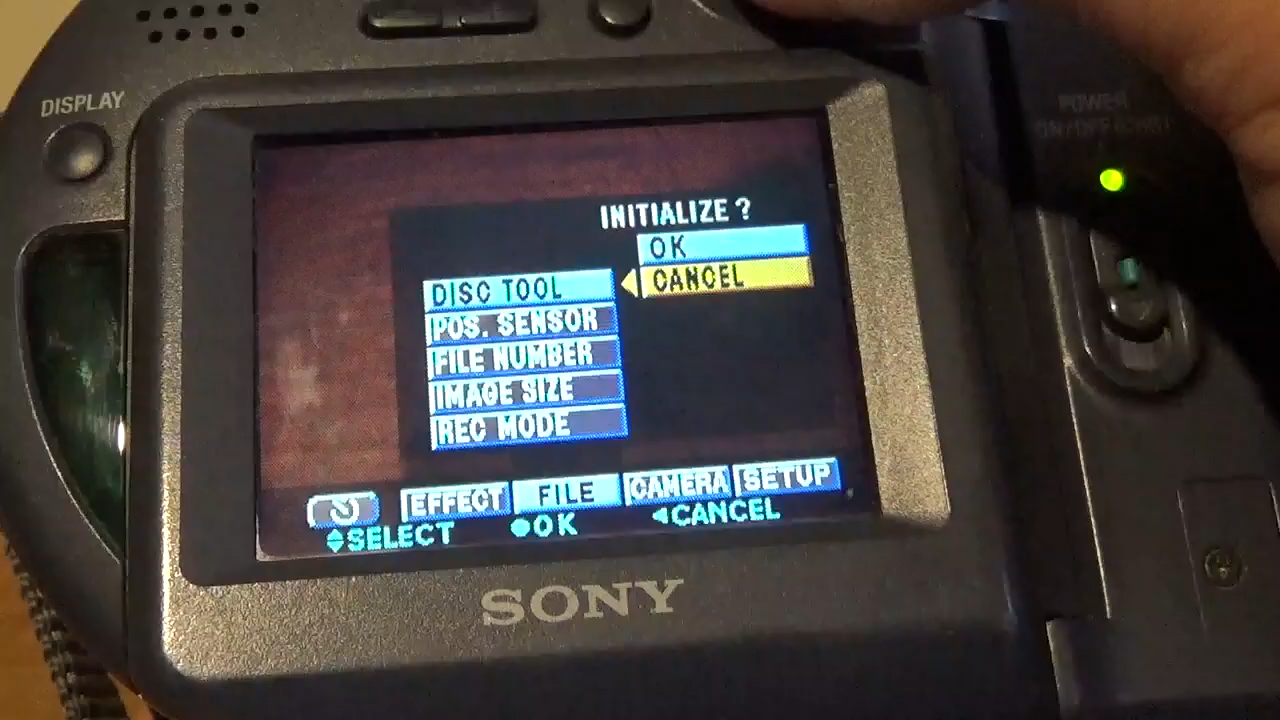 DISPLAY
POWER
INITIALIZE ?
OK
CANCEL
DISC TOOL
POS. SENSOR
FILE NUMBER
IMAGE SIZE
REC MODE
EFFECT FILE CAMERA SETUP
SELECT OK CANCEL
SONY